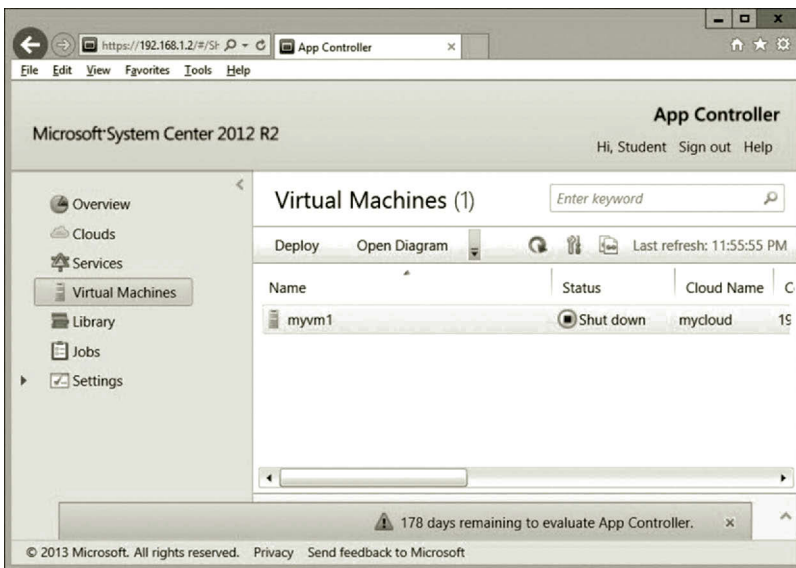 https://192.168.1.2/#/Sh
App Controller
File Edit View Favorites Tools Help
App Controller
Microsoft System Center 2012 R2
Hi, Student Sign out Help
Overview
Clouds
Services
Virtual Machines
Library
Jobs
Settings
Virtual Machines (1)
Enter keyword
Deploy Open Diagram Last refresh: 11:55:55 PM
Name Status Cloud Name C
myvm1 Shut down mycloud 19
178 days remaining to evaluate App Controller.
© 2013 Microsoft. All rights reserved. Privacy Send feedback to Microsoft